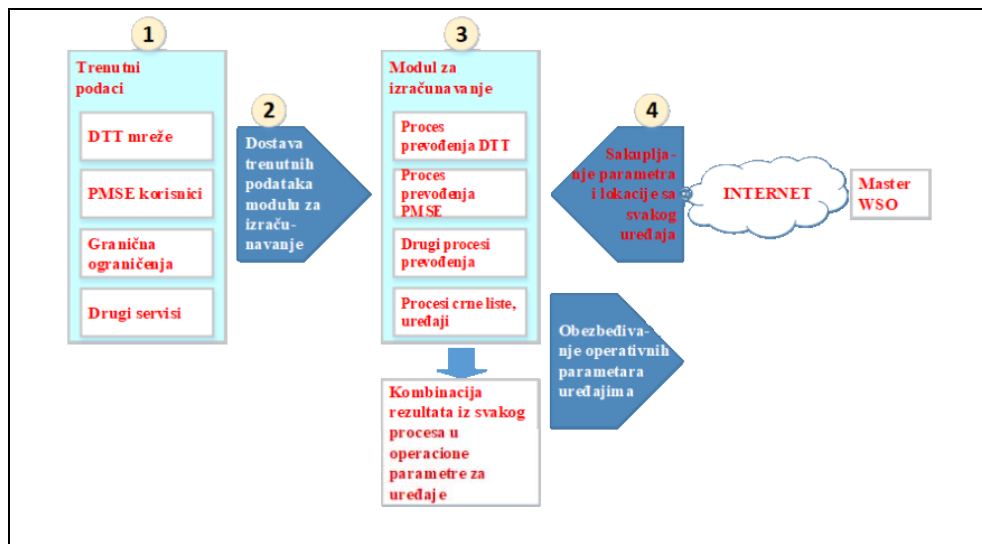 1
Trenutni
podaci
DTT mreže
PMSE korisnici
Granična
ograničenja
Drugi servisi
2
Dostava
trenutnih
podataka
modulu za
izraču-
navanje
3
Modul za
izračunavanje
Proces
prevođenja DTT
Proces
prevođenja
PMSE
Drugi procesi
prevođenja
Procesi crne liste,
uređaji
Kombinacija
rezultata iz svakog
procesa u
operacione
parametre za
uređaje
4
Sakuplja-
nje parametra
i lokacije sa
svakog
uređaja
INTERNET
Master
WSO
Obezbeđiva-
nje operativnih
parametara
uređajima